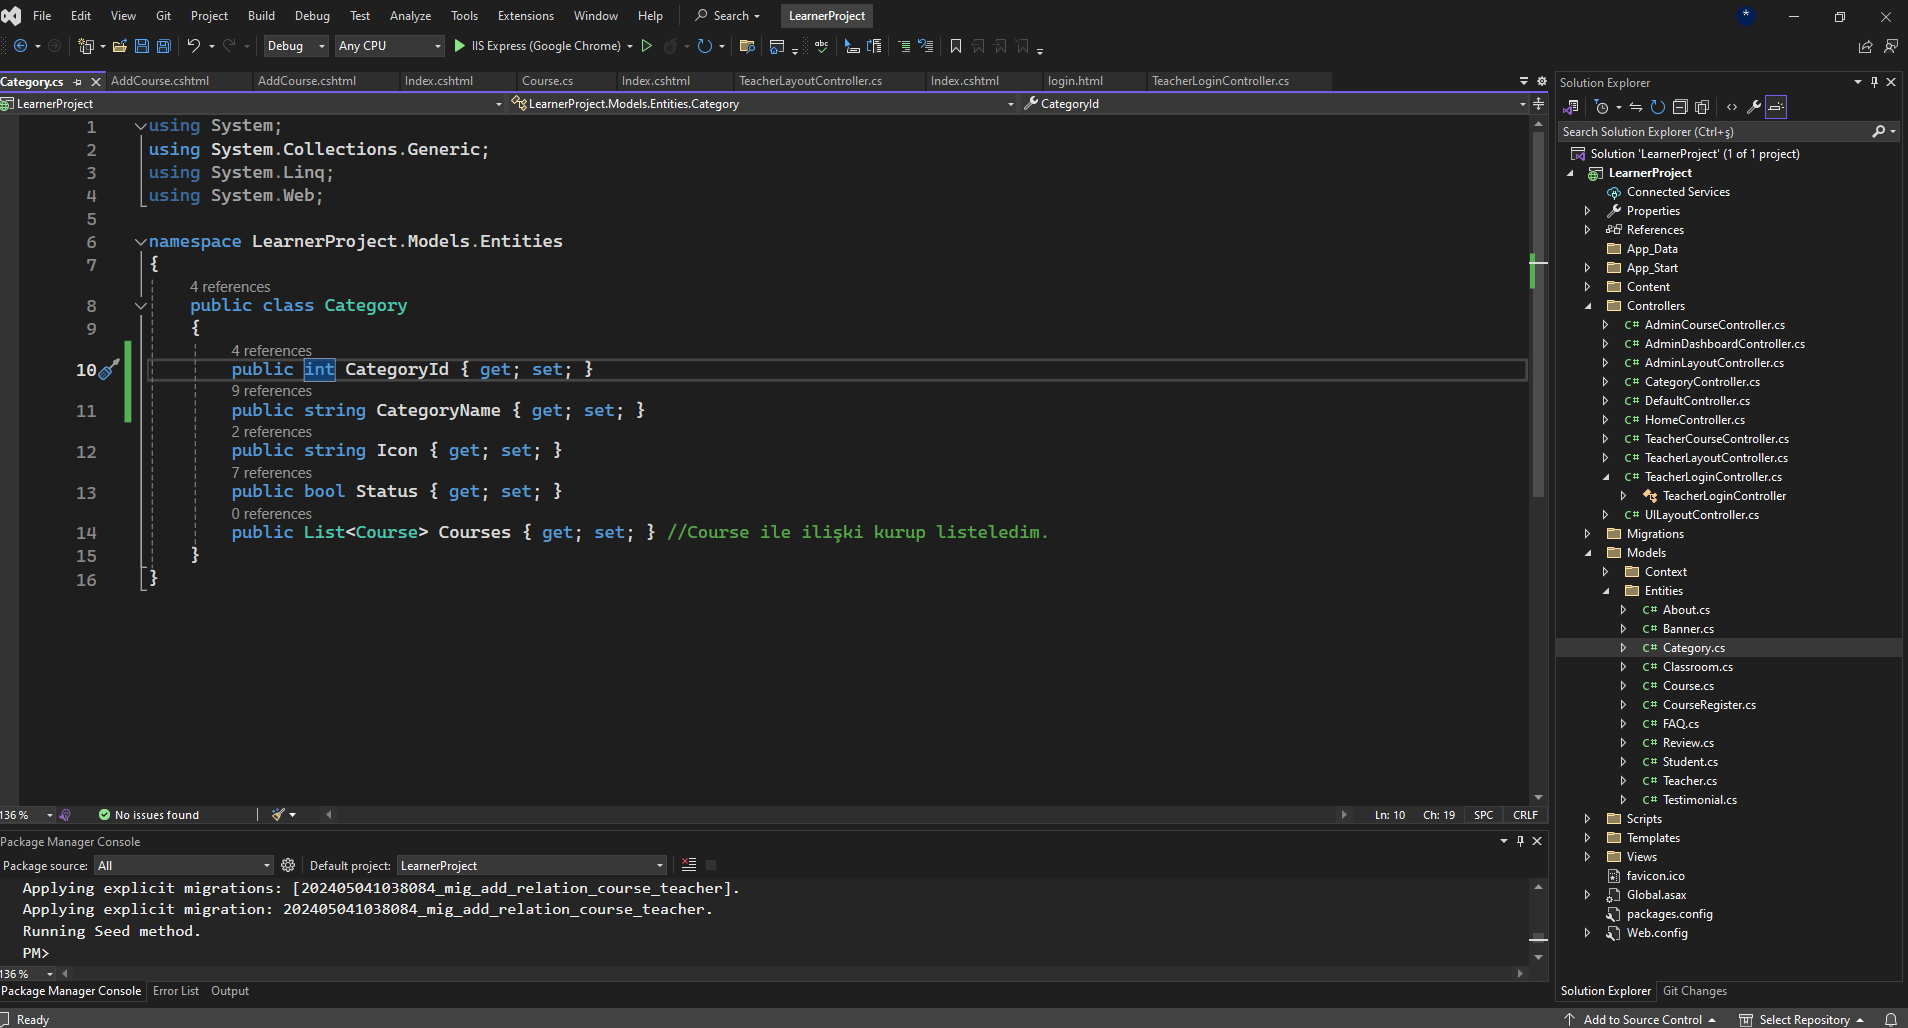 File Edit View Git Project Build Debug Test Analyze Tools Extensions Window Help Search LearnerProject
Debug Any CPU IIS Express (Google Chrome)
Category.cs AddCourse.cshtml AddCourse.cshtml Index.cshtml Course.cs Index.cshtml TeacherLayoutController.cs Index.cshtml login.html TeacherLoginController.cs
LearnerProject LearnerProject.Models.Entities.Category CategoryId
1 using System;
2 using System.Collections.Generic;
3 using System.Linq;
4 using System.Web;
5
6 namespace LearnerProject.Models.Entities
7 {
4 references
8 public class Category
9 {
4 references
10 public int CategoryId { get; set; }
9 references
11 public string CategoryName { get; set; }
2 references
12 public string Icon { get; set; }
7 references
13 public bool Status { get; set; }
0 references
14 public List<Course> Courses { get; set; } //Course ile ilişki kurup listeledim.
15 }
16 }
136 % No issues found Ln: 10 Ch: 19 SPC CRLF
Package Manager Console
Package source: All Default project: LearnerProject
Applying explicit migrations: [202405041038084_mig_add_relation_course_teacher].
Applying explicit migration: 202405041038084_mig_add_relation_course_teacher.
Running Seed method.
PM>
136 %
Package Manager Console Error List Output
Ready
Solution Explorer
Search Solution Explorer (Ctrl+ş)
Solution 'LearnerProject' (1 of 1 project)
LearnerProject
Connected Services
Properties
References
App_Data
App_Start
Content
Controllers
C# AdminCourseController.cs
C# AdminDashboardController.cs
C# AdminLayoutController.cs
C# CategoryController.cs
C# DefaultController.cs
C# HomeController.cs
C# TeacherCourseController.cs
C# TeacherLayoutController.cs
C# TeacherLoginController.cs
TeacherLoginController
C# UILayoutController.cs
Migrations
Models
Context
Entities
C# About.cs
C# Banner.cs
C# Category.cs
C# Classroom.cs
C# Course.cs
C# CourseRegister.cs
C# FAQ.cs
C# Review.cs
C# Student.cs
C# Teacher.cs
C# Testimonial.cs
Scripts
Templates
Views
favicon.ico
Global.asax
packages.config
Web.config
Solution Explorer Git Changes
Add to Source Control Select Repository